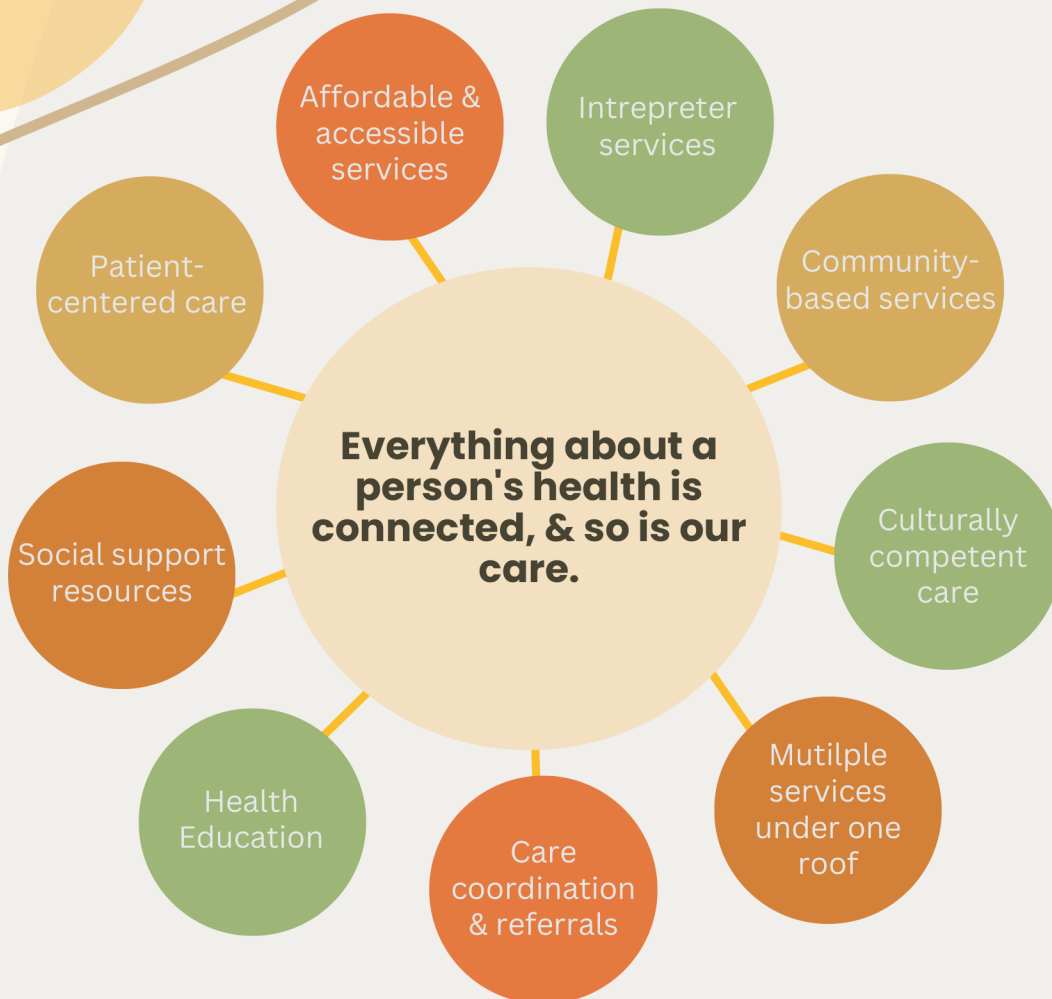 Affordable &
accessible
services
Intrepreter
services
Community-
based services
Culturally
competent
care
Mutilple
services
under one
roof
Care
coordination
& referrals
Health
Education
Social support
resources
Patient-
centered care
Everything about a
person's health is
connected, & so is our
care.